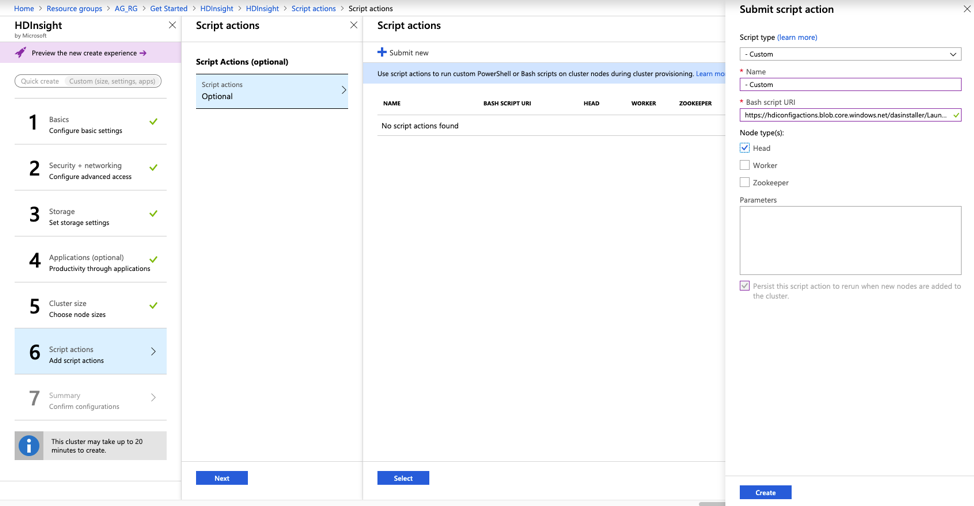 Home > Resource groups > AG_RG > Get Started > HDInsight > HDInsight > Script actions > Script actions
HDInsight
by Microsoft
Preview the new create experience →
Quick create
Custom (size, settings, apps)
1
Basics
Configure basic settings
2
Security + networking
Configure advanced access
3
Storage
Set storage settings
4
Applications (optional)
Productivity through applications
5
Cluster size
Choose node sizes
6
Script actions
Add script actions
7
Summary
Confirm configurations
This cluster may take up to 20
minutes to create.
Script actions
Script Actions (optional)
Script actions
Optional
Next
Script actions
Submit new
Use script actions to run custom PowerShell or Bash scripts on cluster nodes during cluster provisioning. Learn mo
NAME BASH SCRIPT URI HEAD WORKER ZOOKEEPER
No script actions found
Select
Submit script action
Script type (learn more)
- Custom
* Name
- Custom
* Bash script URI
https://hdiconfigactions.blob.core.windows.net/dasinstaller/Laun...
Node type(s):
Head
Worker
Zookeeper
Parameters
Persist this script action to rerun when new nodes are added to
the cluster.
Create